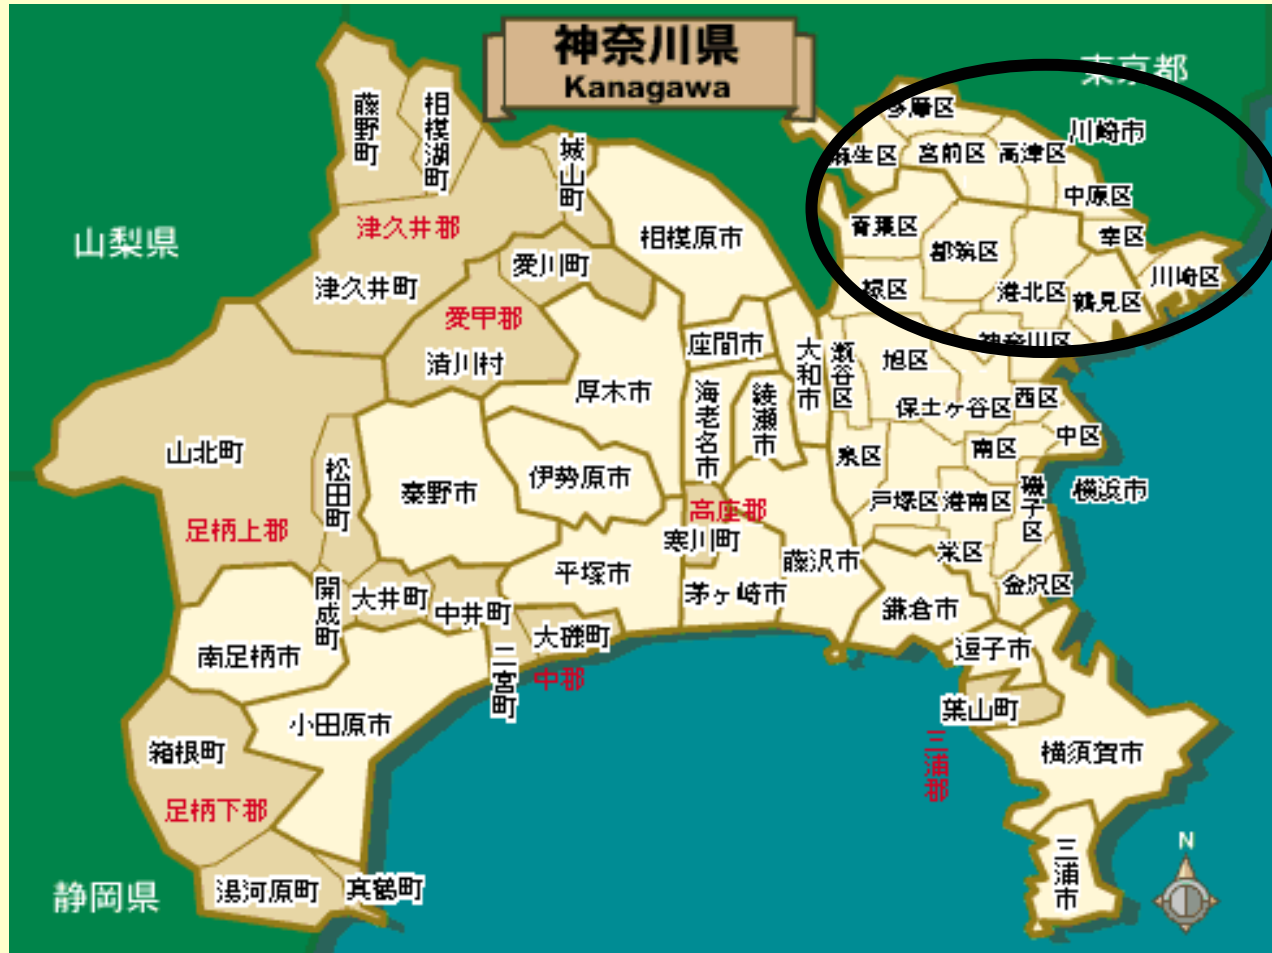 神奈川県
Kanagawa
東京都
山梨県
静岡県
川崎市
多摩区
麻生区
宮前区
高津区
中原区
幸区
川崎区
青葉区
都筑区
緑区
港北区
鶴見区
神奈川区
旭区
瀬谷区
保土ヶ谷区
西区
中区
南区
泉区
戸塚区
港南区
磯子区
栄区
金沢区
横浜市
藤野町
相模湖町
城山町
津久井郡
津久井町
相模原市
愛川町
愛甲郡
清川村
厚木市
座間市
大和市
海老名市
綾瀬市
山北町
松田町
秦野市
伊勢原市
足柄上郡
高座郡
寒川町
藤沢市
平塚市
茅ヶ崎市
開成町
大井町
中井町
大磯町
二宮町
中郡
鎌倉市
逗子市
葉山町
三浦郡
横須賀市
三浦市
南足柄市
小田原市
箱根町
足柄下郡
湯河原町
真鶴町
N